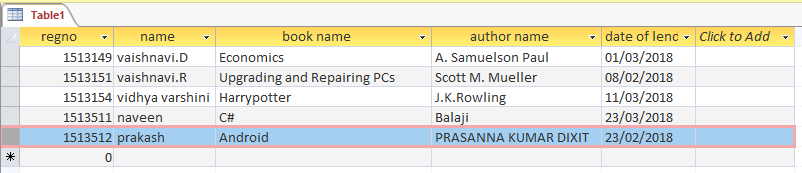 Table1
regno name book name author name date of lend Click to Add
1513149 vaishnavi.D Economics A. Samuelson Paul 01/03/2018
1513151 vaishnavi.R Upgrading and Repairing PCs Scott M. Mueller 08/02/2018
1513154 vidhya varshini Harrypotter J.K.Rowling 11/03/2018
1513511 naveen C# Balaji 23/03/2018
1513512 prakash Android PRASANNA KUMAR DIXIT 23/02/2018
0